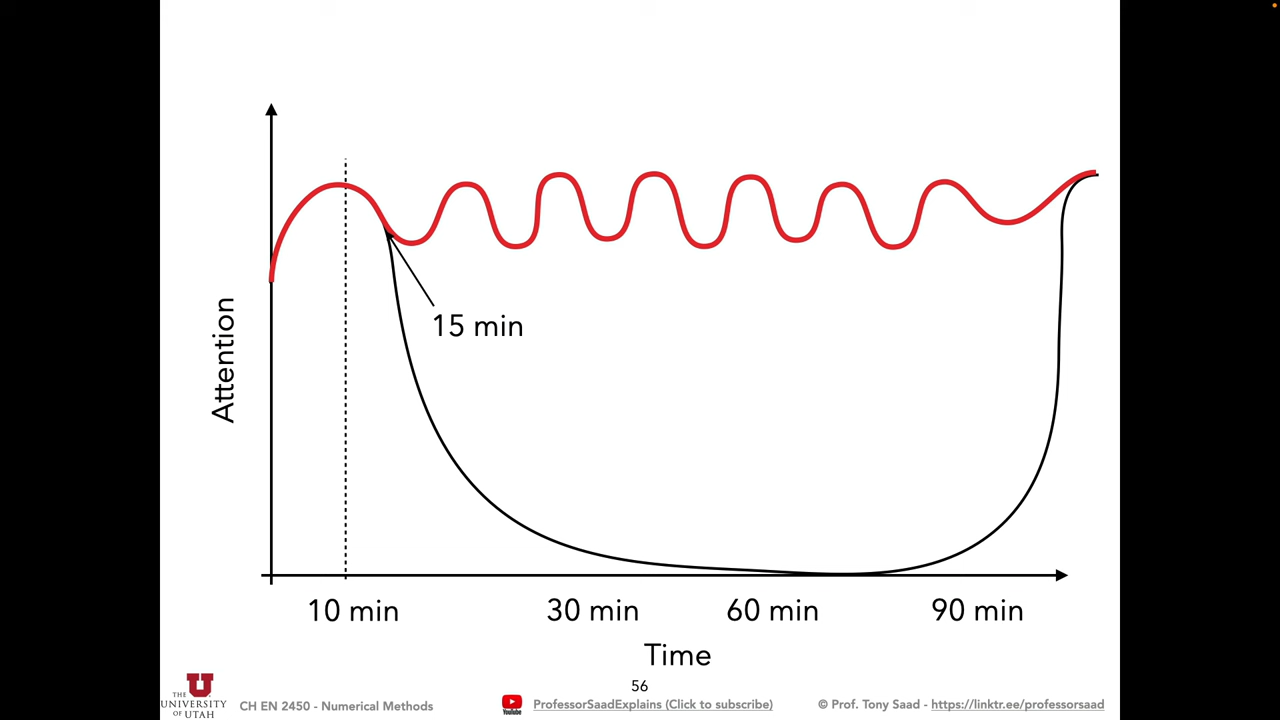 Attention
15 min
10 min 30 min 60 min 90 min
Time
56
THE
UNIVERSITY
OF UTAH
CH EN 2450 - Numerical Methods
YouTube
ProfessorSaadExplains (Click to subscribe)
© Prof. Tony Saad - https://linktr.ee/professorsaad